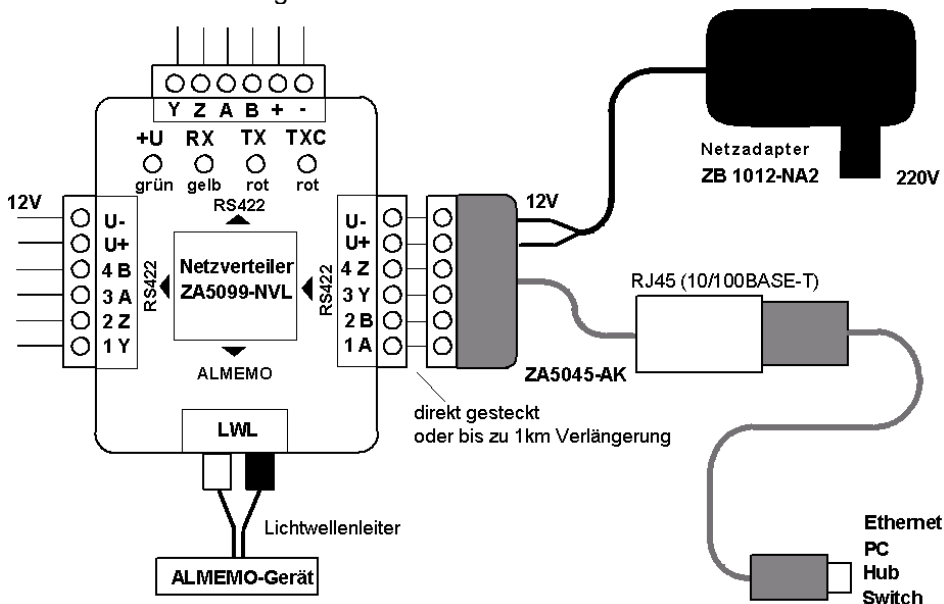 Y Z A B + -
+U RX TX TXC
grün gelb rot rot
RS422
Netzadapter
ZB 1012-NA2
220V
12V
U-
U+
4 B
3 A
2 Z
1 Y
RS422
Netzverteiler
ZA5099-NVL
RS422
U-
U+
4 Z
3 Y
2 B
1 A
12V
ALMEMO
RJ45 (10/100BASE-T)
ZA5045-AK
direkt gesteckt
oder bis zu 1km Verlängerung
LWL
Lichtwellenleiter
ALMEMO-Gerät
Ethernet
PC
Hub
Switch